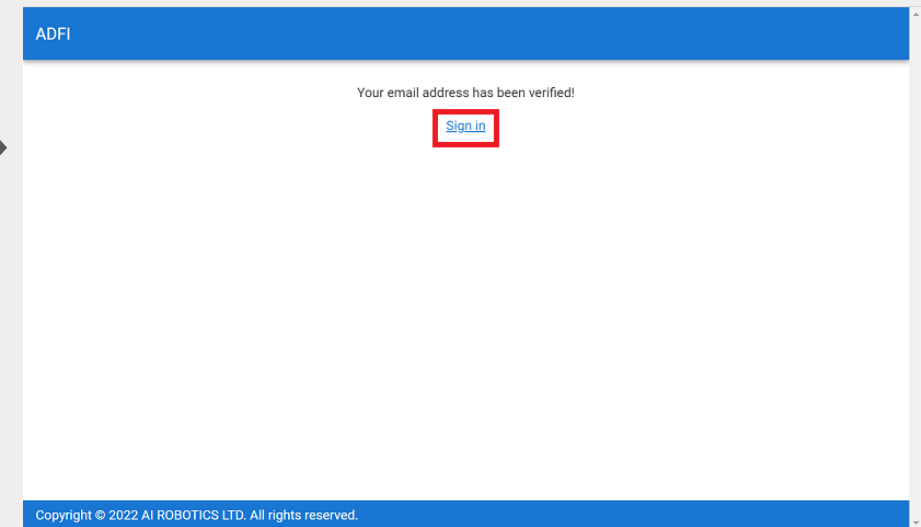 ADFI
Your email address has been verified!
Sign in
Copyright © 2022 AI ROBOTICS LTD. All rights reserved.